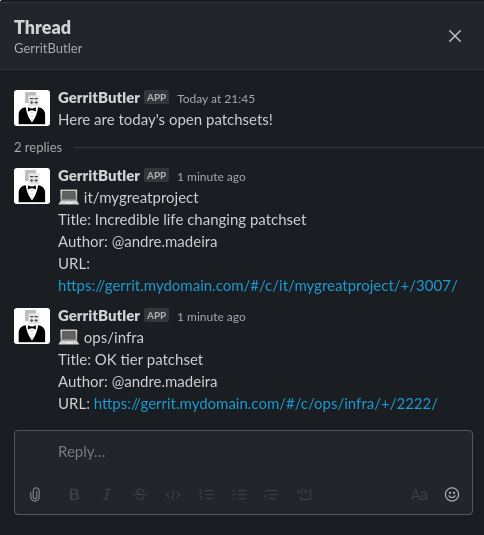 Thread
GerritButler
GerritButler APP Today at 21:45
Here are today's open patchsets!
2 replies
GerritButler APP 1 minute ago
it/mygreatproject
Title: Incredible life changing patchset
Author: @andre.madeira
URL:
https://gerrit.mydomain.com/#/c/it/mygreatproject/+/3007/
GerritButler APP 1 minute ago
ops/infra
Title: OK tier patchset
Author: @andre.madeira
URL: https://gerrit.mydomain.com/#/c/ops/infra/+/2222/
Reply...
B I S Aa